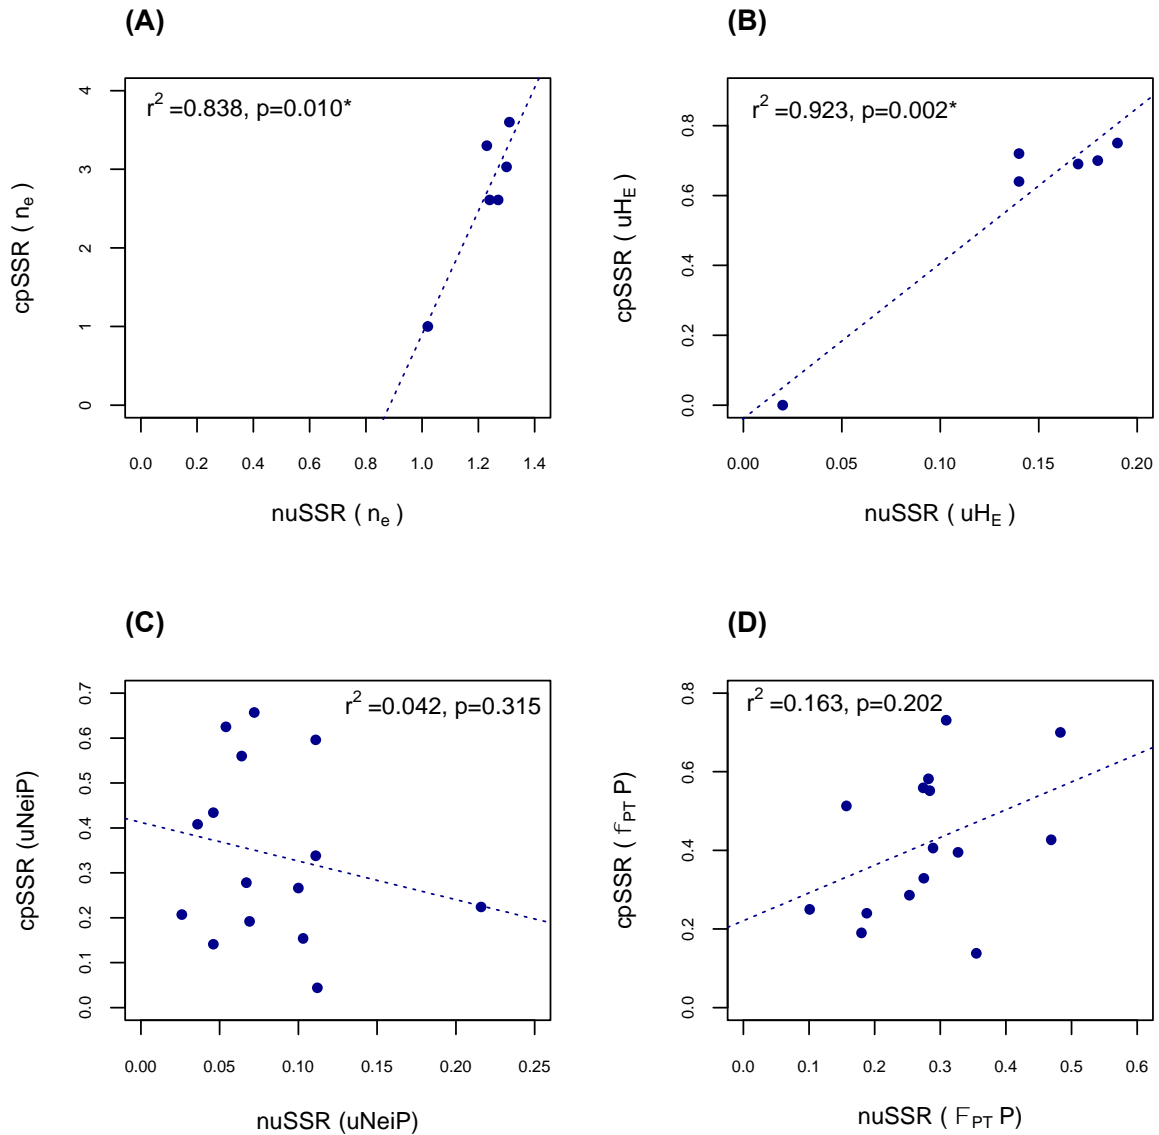 (A)
r2 =0.838, p=0.010*
cpSSR ( ne )
4
3
2
1
0
0.0 0.2 0.4 0.6 0.8 1.0 1.2 1.4
nuSSR ( ne )
(B)
r2 =0.923, p=0.002*
cpSSR ( uHE )
0.8
0.6
0.4
0.2
0.0
0.00 0.05 0.10 0.15 0.20
nuSSR ( uHE )
(C)
r2 =0.042, p=0.315
cpSSR (uNeiP)
0.7
0.6
0.5
0.4
0.3
0.2
0.1
0.0
0.00 0.05 0.10 0.15 0.20 0.25
nuSSR (uNeiP)
(D)
r2 =0.163, p=0.202
cpSSR ( FPT P)
0.8
0.6
0.4
0.2
0.0
0.0 0.1 0.2 0.3 0.4 0.5 0.6
nuSSR ( FPT P)